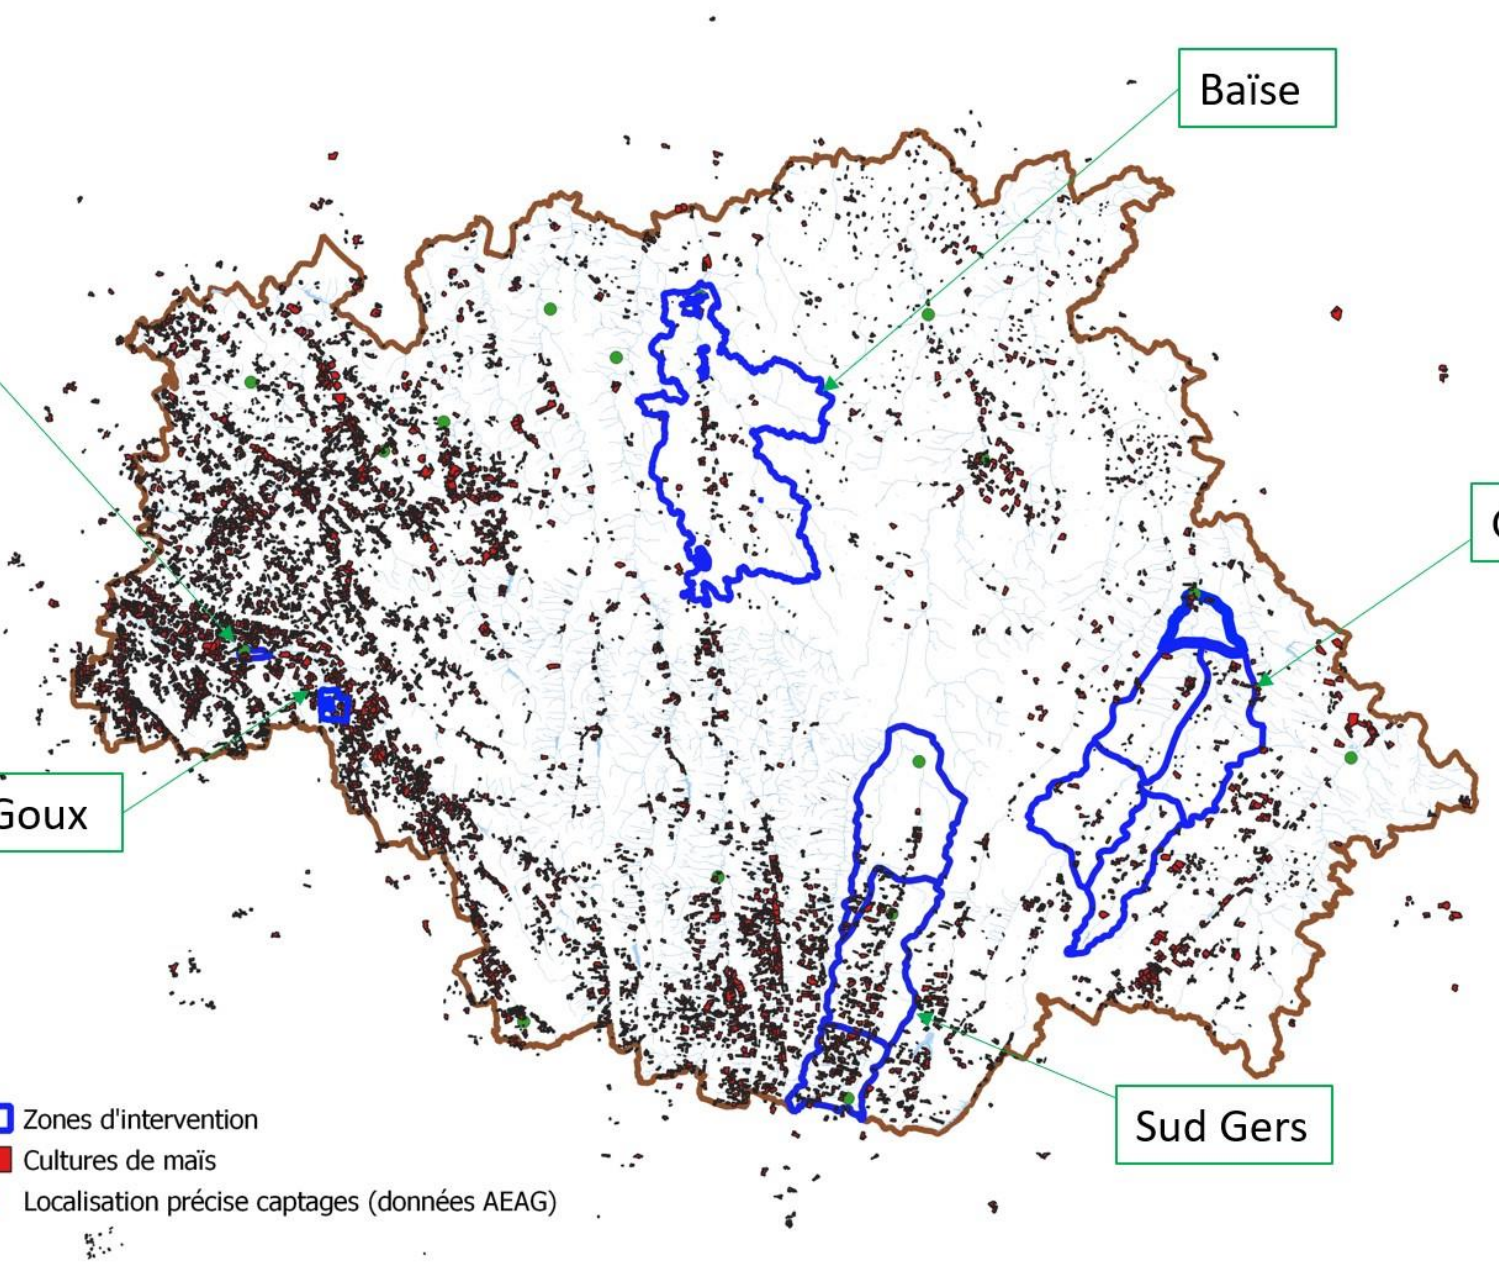 Baïse
Goux
Sud Gers
Zones d'intervention
Cultures de maïs
Localisation précise captages (données AEAG)